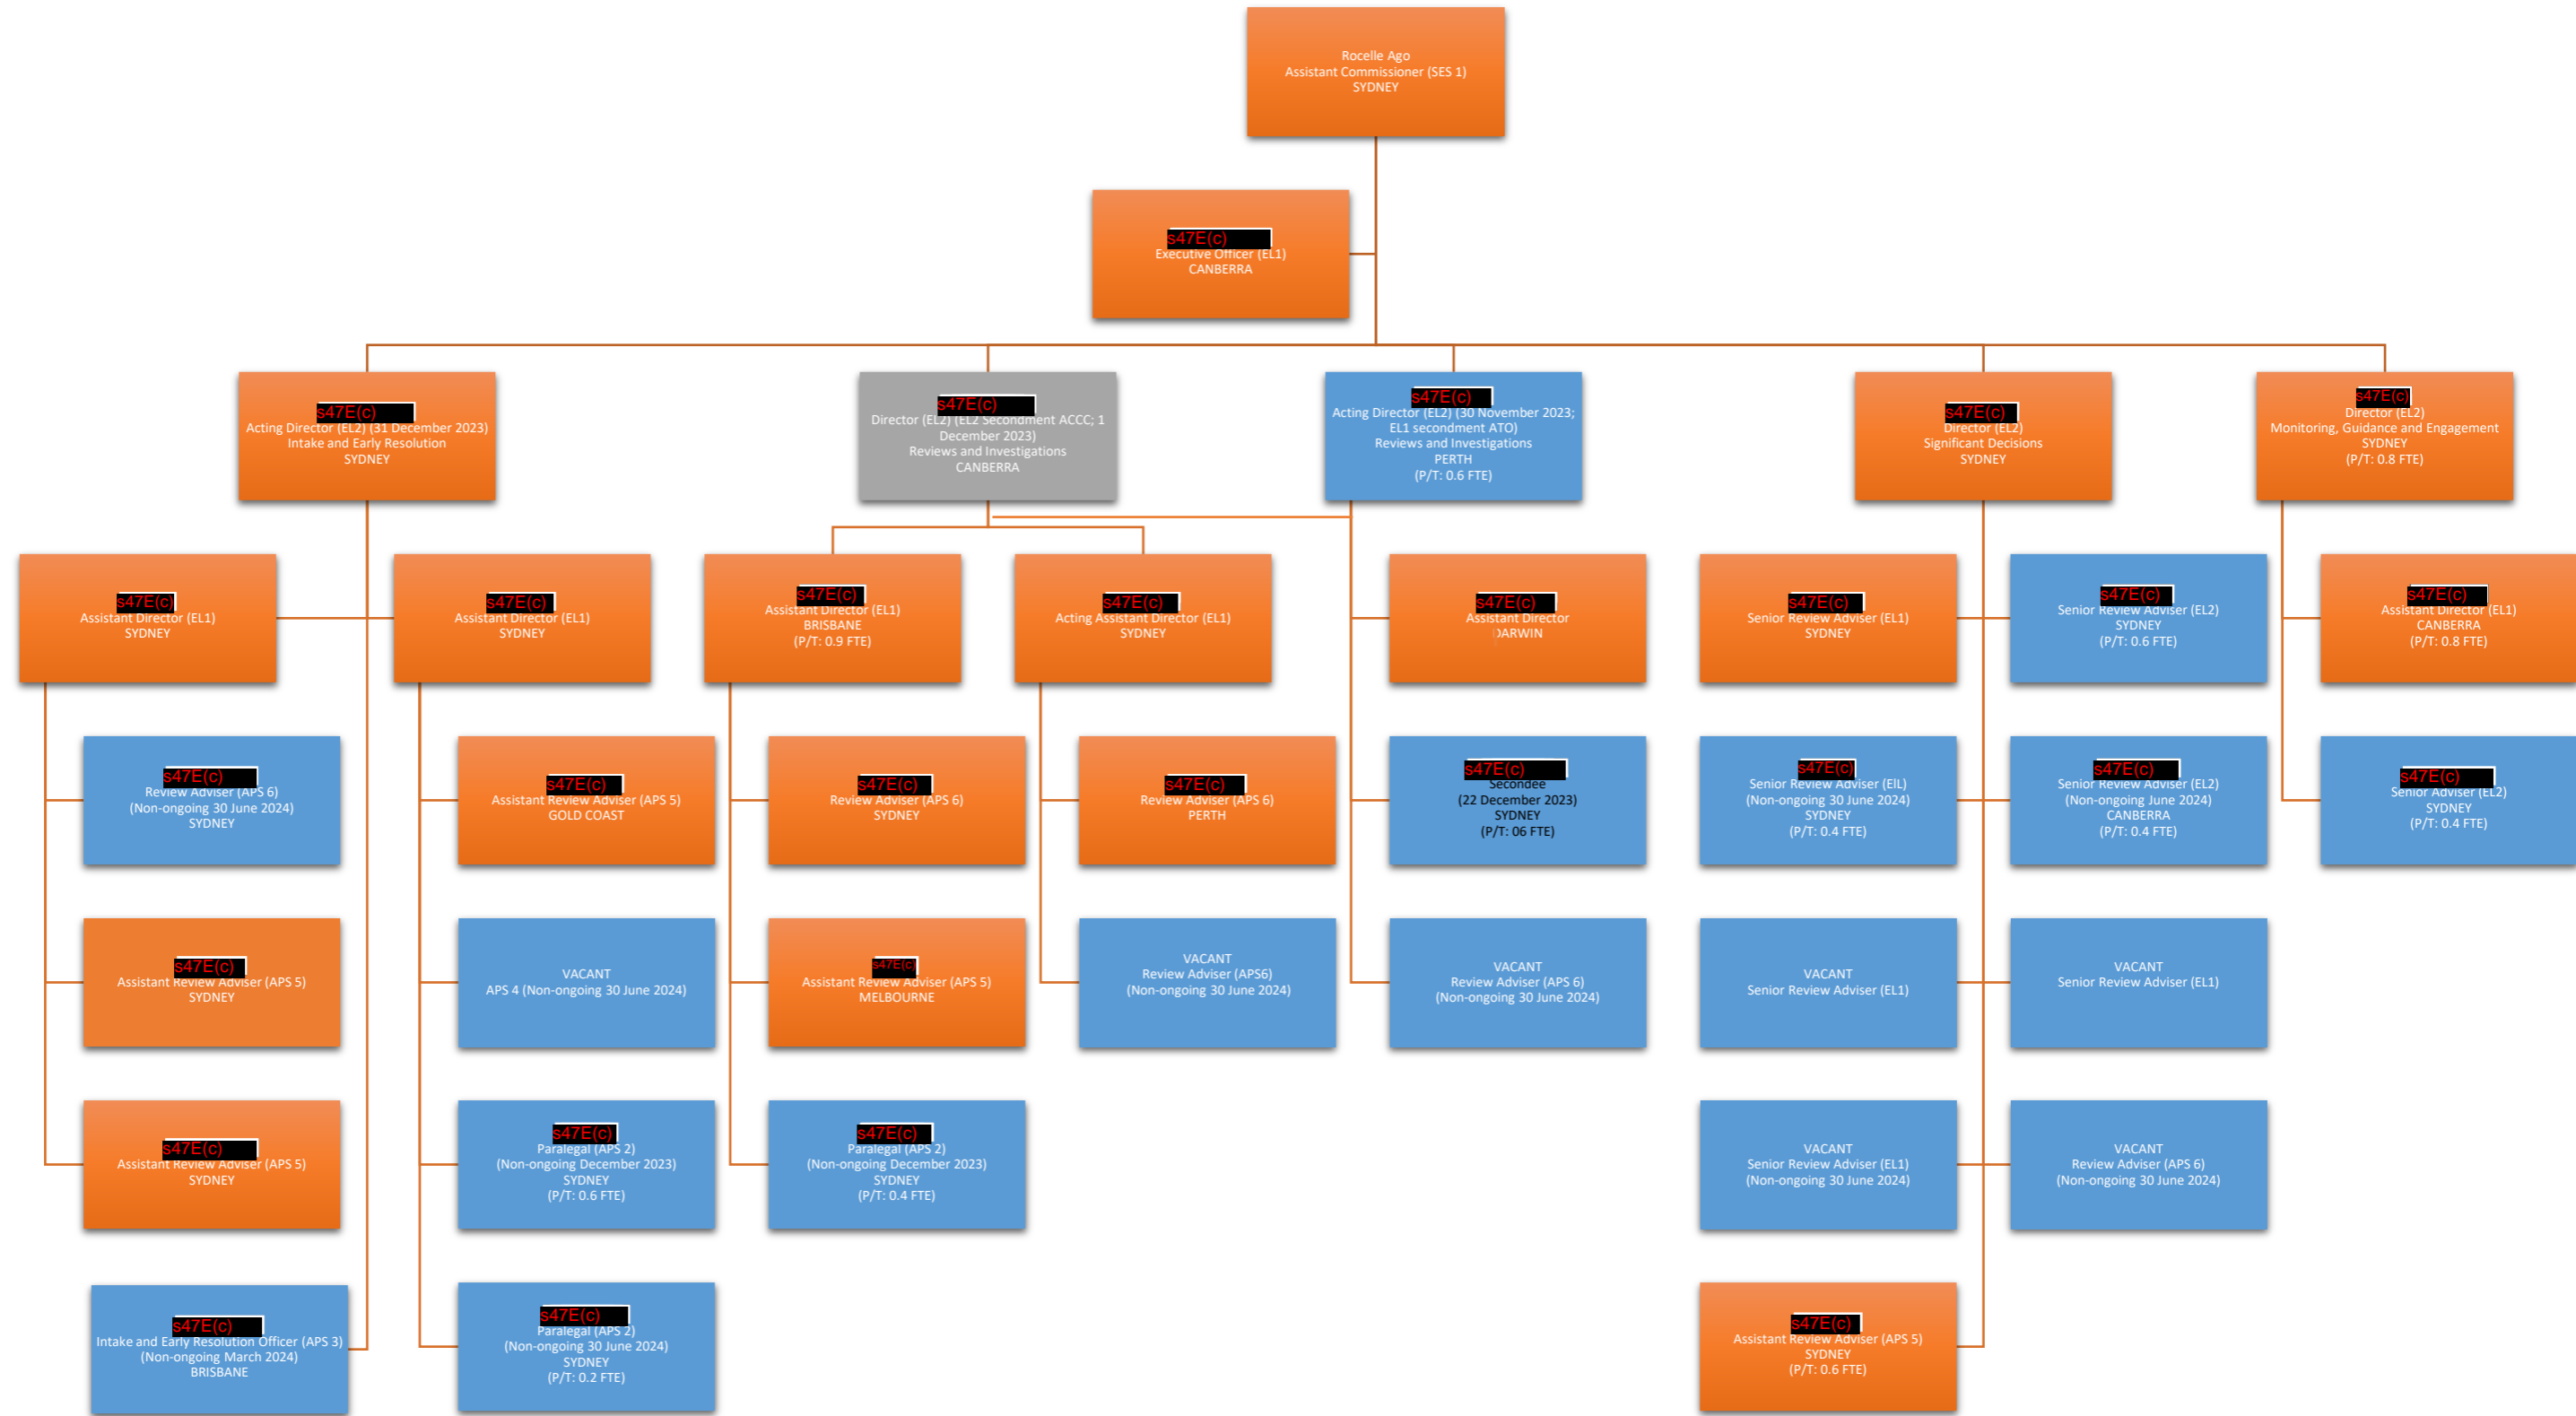 Rocelle Ago
Assistant Commissioner (SES 1)
SYDNEY
s47E(c)
Executive Officer (EL1)
CANBERRA
s47E(c)
Acting Director (EL2) (31 December 2023)
Intake and Early Resolution
SYDNEY
s47E(c)
Director (EL2) (EL2 Secondment ACCC; 1
December 2023)
Reviews and Investigations
CANBERRA
s47E(c)
Acting Director (EL2) (30 November 2023;
EL1 secondment ATO)
Reviews and Investigations
PERTH
(P/T: 0.6 FTE)
s47E(c)
Director (EL2)
Significant Decisions
SYDNEY
s47E(c)
Director (EL2)
Monitoring, Guidance and Engagement
SYDNEY
(P/T: 0.8 FTE)
s47E(c)
Assistant Director (EL1)
SYDNEY
s47E(c)
Assistant Director (EL1)
SYDNEY
s47E(c)
Assistant Director (EL1)
BRISBANE
(P/T: 0.9 FTE)
s47E(c)
Acting Assistant Director (EL1)
SYDNEY
s47E(c)
Assistant Director
DARWIN
s47E(c)
Senior Review Adviser (EL1)
SYDNEY
s47E(c)
Senior Review Adviser (EL2)
SYDNEY
(P/T: 0.6 FTE)
s47E(c)
Assistant Director (EL1)
CANBERRA
(P/T: 0.8 FTE)
s47E(c)
Review Adviser (APS 6)
(Non-ongoing 30 June 2024)
SYDNEY
s47E(c)
Assistant Review Adviser (APS 5)
GOLD COAST
s47E(c)
Review Adviser (APS 6)
SYDNEY
s47E(c)
Review Adviser (APS 6)
PERTH
s47E(c)
Secondee
(22 December 2023)
SYDNEY
(P/T: 06 FTE)
s47E(c)
Senior Review Adviser (EIL)
(Non-ongoing 30 June 2024)
SYDNEY
(P/T: 0.4 FTE)
s47E(c)
Senior Review Adviser (EL2)
(Non-ongoing June 2024)
CANBERRA
(P/T: 0.4 FTE)
s47E(c)
Senior Adviser (EL2)
SYDNEY
(P/T: 0.4 FTE)
s47E(c)
Assistant Review Adviser (APS 5)
SYDNEY
VACANT
APS 4 (Non-ongoing 30 June 2024)
s47E(c)
Assistant Review Adviser (APS 5)
MELBOURNE
VACANT
Review Adviser (APS6)
(Non-ongoing 30 June 2024)
VACANT
Review Adviser (APS 6)
(Non-ongoing 30 June 2024)
VACANT
Senior Review Adviser (EL1)
VACANT
Senior Review Adviser (EL1)
s47E(c)
Assistant Review Adviser (APS 5)
SYDNEY
s47E(c)
Paralegal (APS 2)
(Non-ongoing December 2023)
SYDNEY
(P/T: 0.6 FTE)
s47E(c)
Paralegal (APS 2)
(Non-ongoing December 2023)
SYDNEY
(P/T: 0.4 FTE)
VACANT
Senior Review Adviser (EL1)
(Non-ongoing 30 June 2024)
VACANT
Review Adviser (APS 6)
(Non-ongoing 30 June 2024)
s47E(c)
Intake and Early Resolution Officer (APS 3)
(Non-ongoing March 2024)
BRISBANE
s47E(c)
Paralegal (APS 2)
(Non-ongoing 30 June 2024)
SYDNEY
(P/T: 0.2 FTE)
s47E(c)
Assistant Review Adviser (APS 5)
SYDNEY
(P/T: 0.6 FTE)